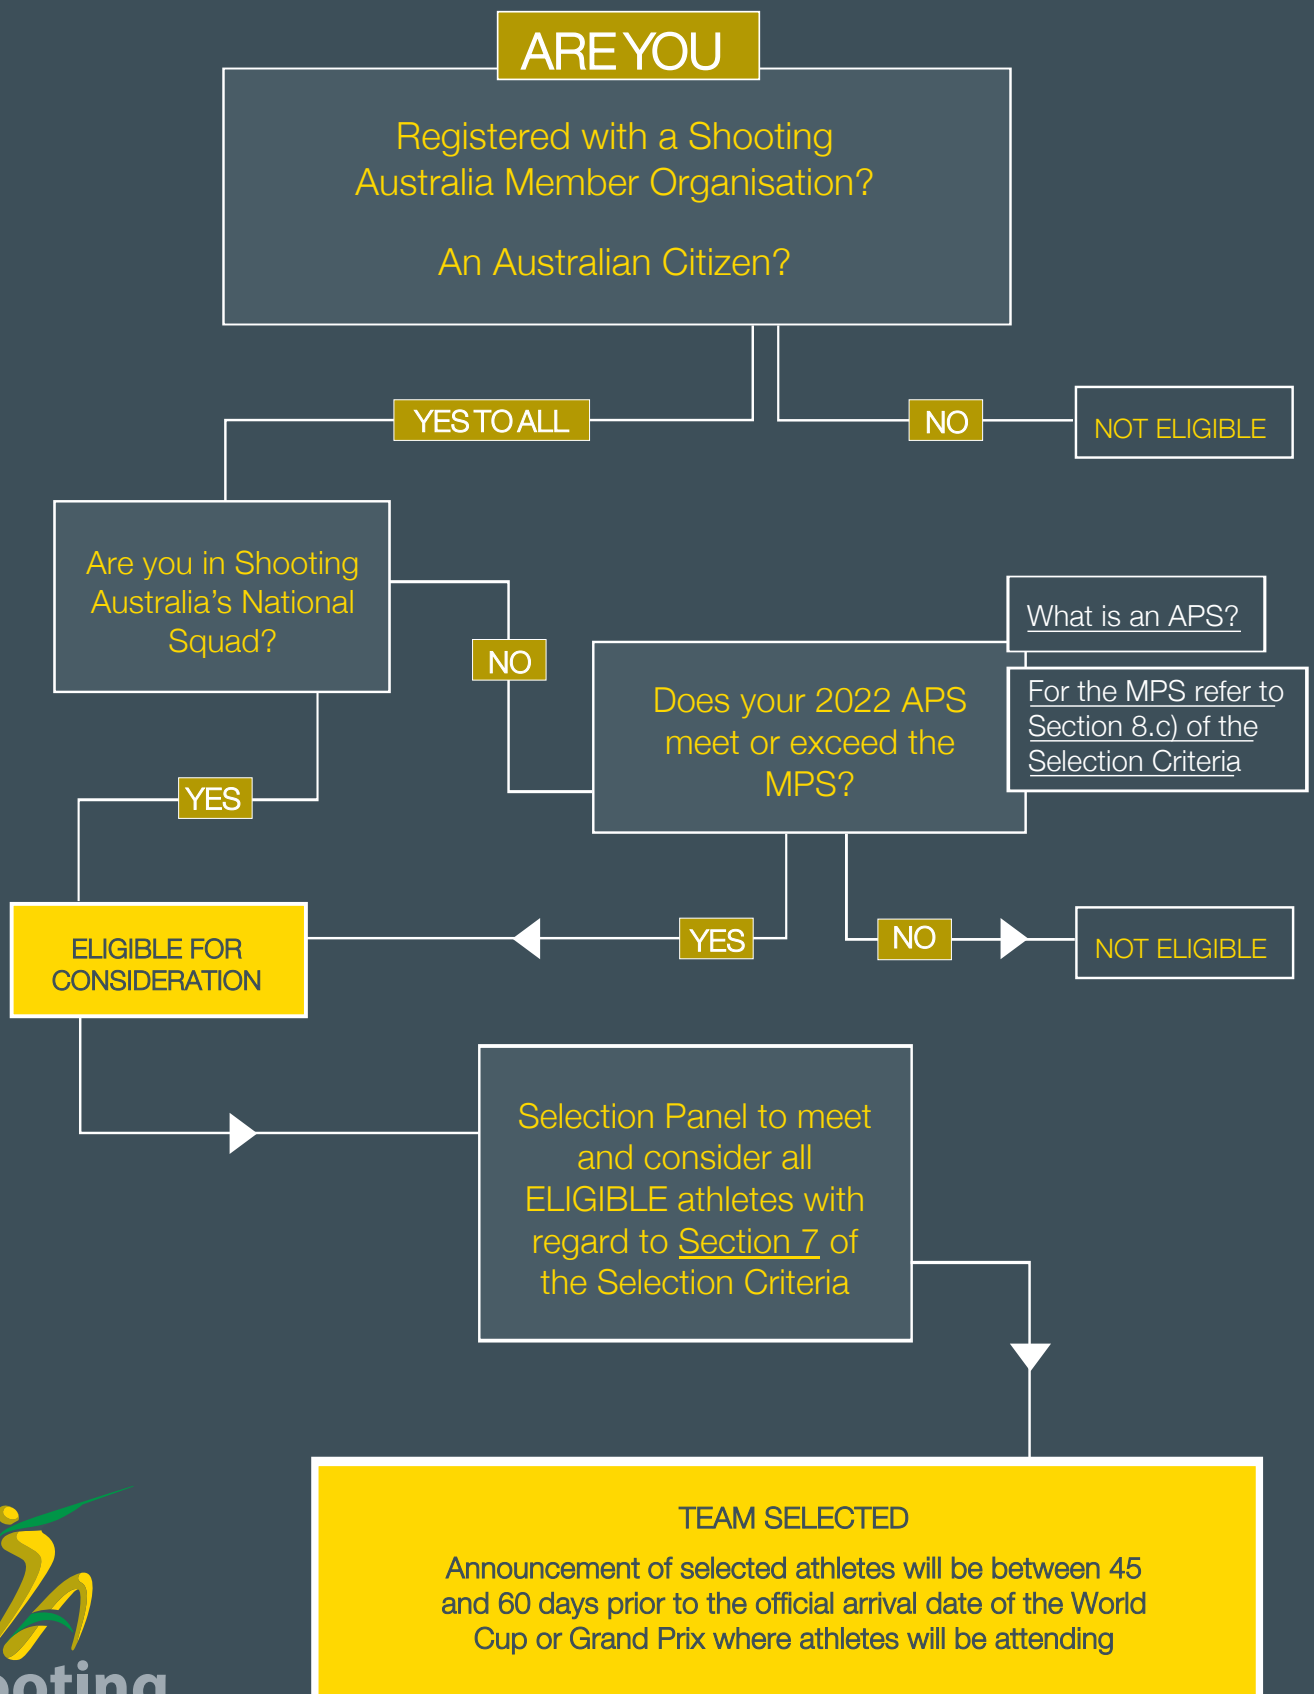 ARE YOU
Registered with a Shooting
Australia Member Organisation?
An Australian Citizen?
YES TO ALL
NO
NOT ELIGIBLE
Are you in Shooting
Australia's National
Squad?
NO
What is an APS?
For the MPS refer to
Section 8.c) of the
Selection Criteria
Does your 2022 APS
meet or exceed the
MPS?
YES
YES
NO
NOT ELIGIBLE
ELIGIBLE FOR
CONSIDERATION
Selection Panel to meet
and consider all
ELIGIBLE athletes with
regard to Section 7 of
the Selection Criteria
TEAM SELECTED
Announcement of selected athletes will be between 45
and 60 days prior to the official arrival date of the World
Cup or Grand Prix where athletes will be attending
ooting